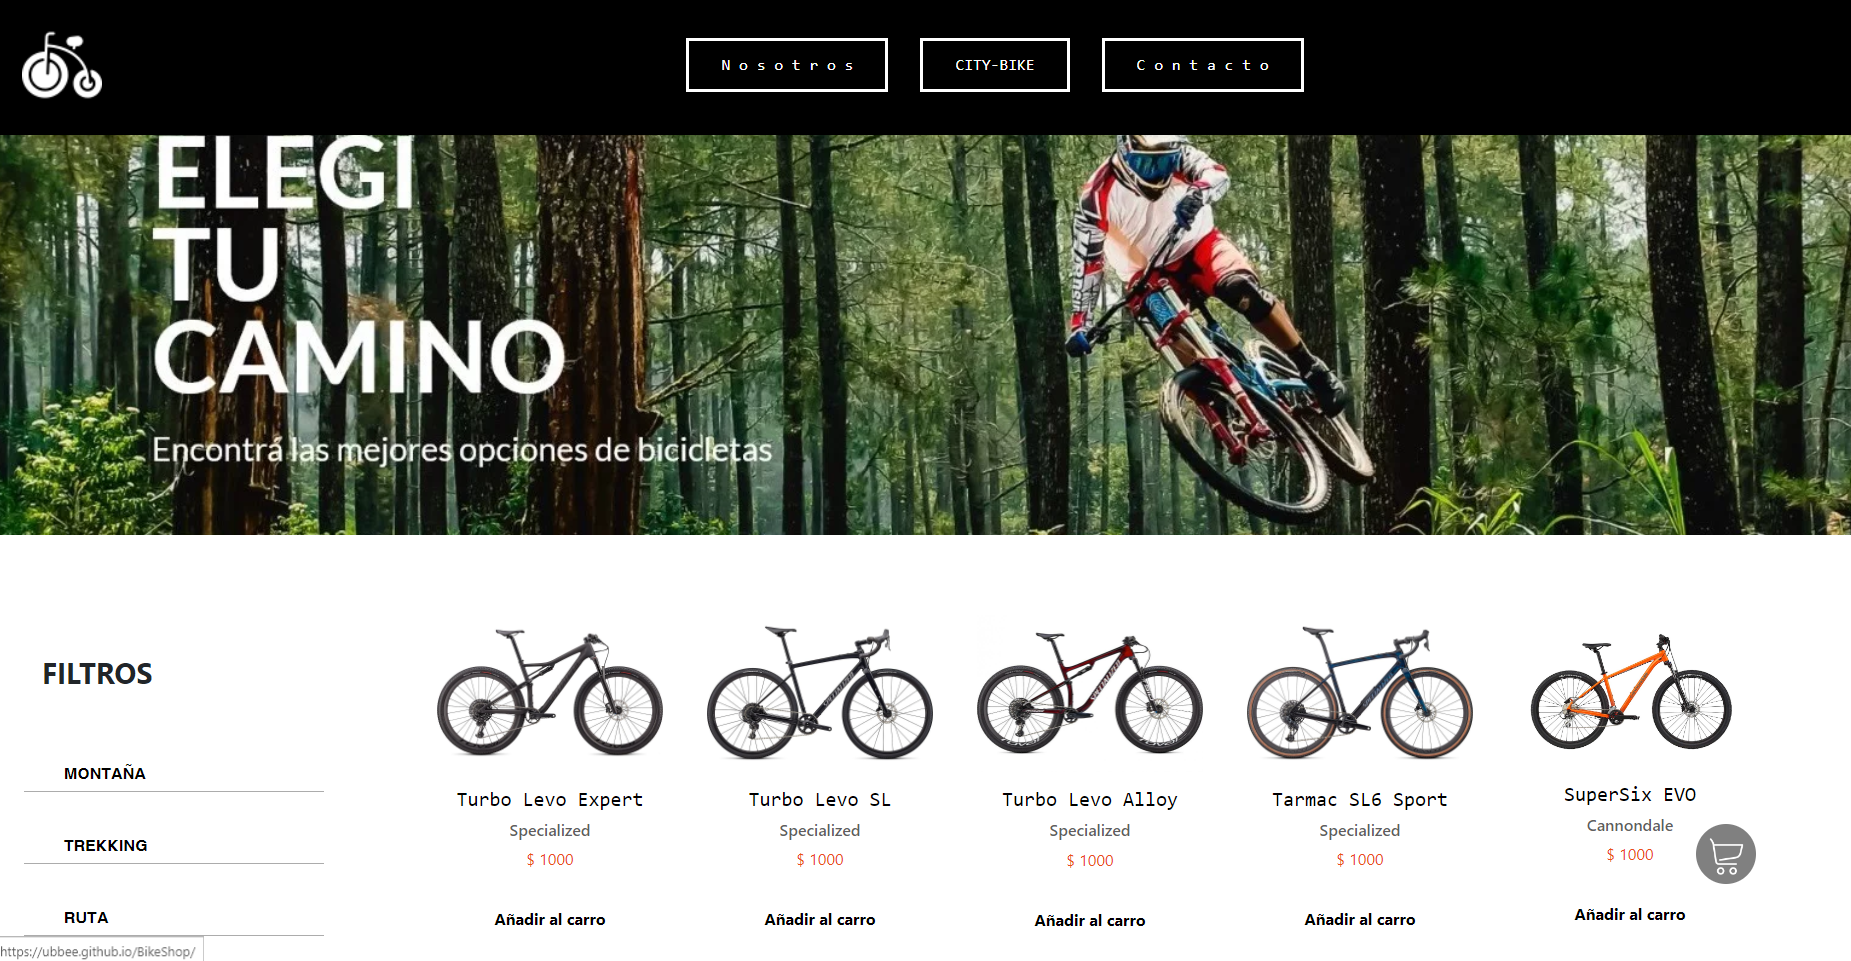 N o s o t r o s
CITY-BIKE
C o n t a c t o
ELEGI
TU
CAMINO
Encontrá las mejores opciones de bicicletas
FILTROS
MONTAÑA
TREKKING
RUTA
Turbo Levo Expert
Specialized
$ 1000
Añadir al carro
Turbo Levo SL
Specialized
$ 1000
Añadir al carro
Turbo Levo Alloy
Specialized
$ 1000
Añadir al carro
Tarmac SL6 Sport
Specialized
$ 1000
Añadir al carro
SuperSix EVO
Cannondale
$ 1000
Añadir al carro
https://ubbee.github.io/BikeShop/